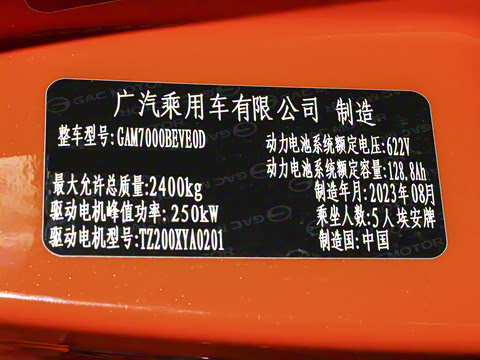 广汽乘用车有限公司 制造
整车型号:GAM7000BEVE0D
动力电池系统额定电压:622V
动力电池系统额定容量:128.8Ah
最大允许总质量:2400kg
制造年月:2023年08月
驱动电机峰值功率:250kW
乘坐人数:5人 埃安牌
驱动电机型号:TZ200XYA0201
制造国:中国